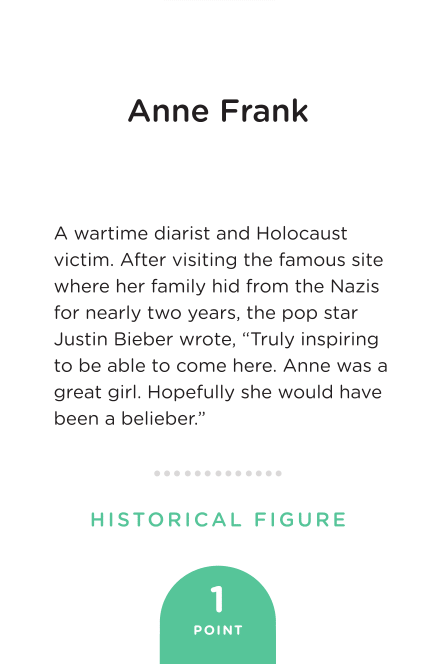 Anne Frank
A wartime diarist and Holocaust
victim. After visiting the famous site
where her family hid from the Nazis
for nearly two years, the pop star
Justin Bieber wrote, “Truly inspiring
to be able to come here. Anne was a
great girl. Hopefully she would have
been a belieber.”
HISTORICAL FIGURE
1
POINT